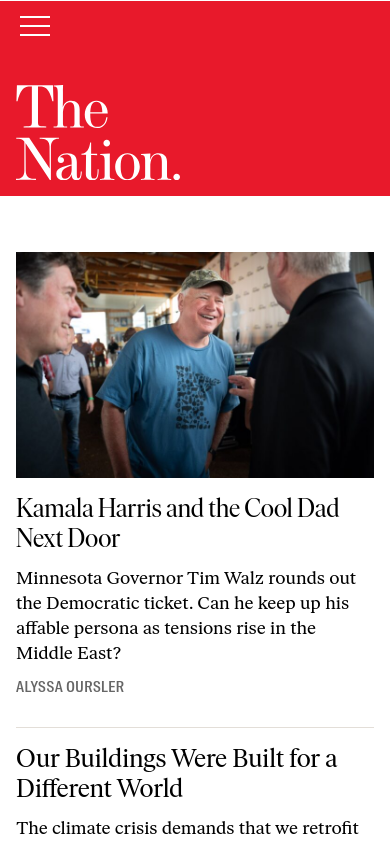 The
Nation.
Kamala Harris and the Cool Dad
Next Door
Minnesota Governor Tim Walz rounds out
the Democratic ticket. Can he keep up his
affable persona as tensions rise in the
Middle East?
ALYSSA OURSLER
Our Buildings Were Built for a
Different World
The climate crisis demands that we retrofit